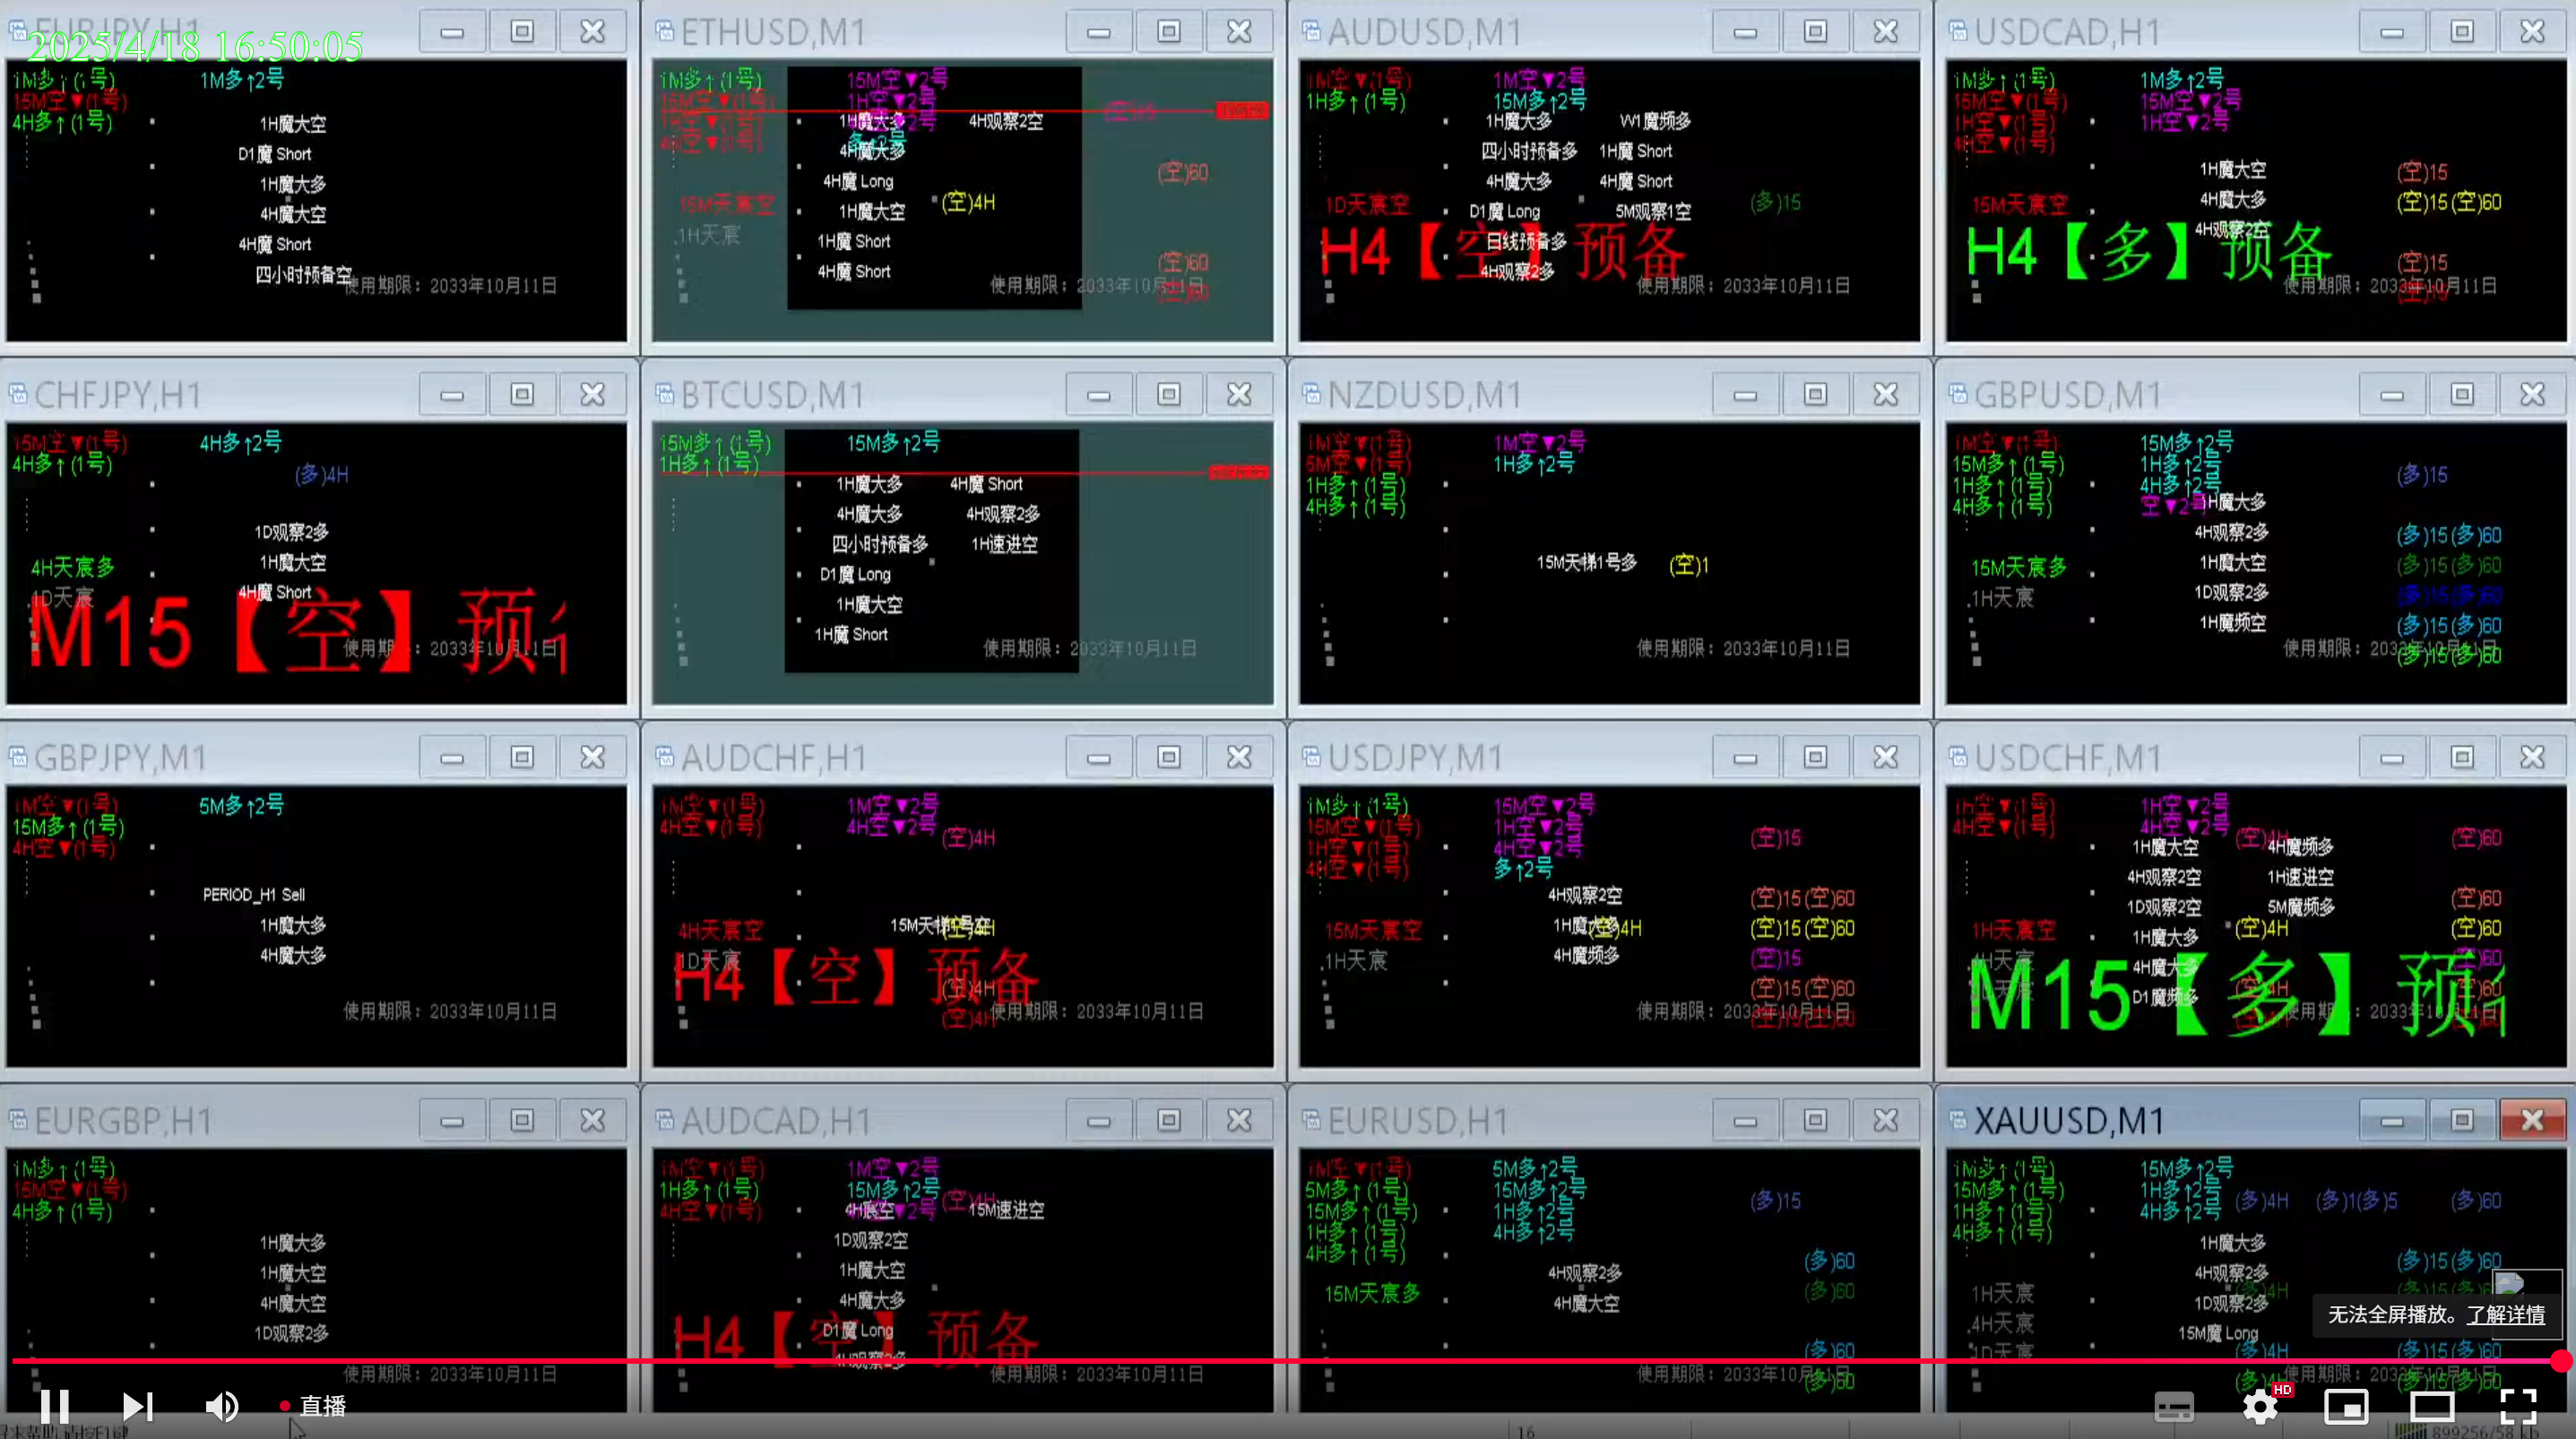 EURJPY,H1
2025/4/18 16:50:05
1M多↑(1号) 1M多↑2号
15M空▼(1号)
4H多↑(1号)
1H魔大空
D1魔 Short
1H魔大多
4H魔大空
4H魔 Short
四小时预备空
使用期限：2033年10月11日
ETHUSD,M1
1M多↑(1号) 15M空▼2号
15M空▼(1号) 1H空▼2号
1H魔大多 4H观察2空
4H魔大多
(空)60
4H魔 Long
15M天宸空 1H魔大空 (空)4H
.1H天宸 1H魔 Short
4H魔 Short (空)60
使用期限：2033年10月11日
AUDUSD,M1
1M空▼(1号) 1M空▼2号
1H多↑(1号) 15M多↑2号
1H魔大多 W1魔频多
四小时预备多 1H魔 Short
4H魔大多 4H魔 Short
1D天宸空 D1魔 Long 5M观察1空 (多)15
日线预备多
H4【空】预备
4H观察2多
使用期限：2033年10月11日
USDCAD,H1
1M多↑(1号) 1M多↑2号
15M空▼(1号) 15M空▼2号
1H空▼(1号) 1H空▼2号
4H空▼(1号)
1H魔大空 (空)15
15M天宸空 4H魔大多 (空)15(空)60
4H观察2空
H4【多】预备 (空)15
使用期限：2033年10月11日
CHFJPY,H1
15M空▼(1号) 4H多↑2号
4H多↑(1号) (多)4H
1D观察2多
4H天宸多 1H魔大空
.1D天宸 4H魔 Short
M15【空】预
使用期限：2033年10月11日
BTCUSD,M1
15M多↑(1号) 15M多↑2号
1H多↑(1号)
1H魔大多 4H魔 Short
4H魔大多 4H观察2多
四小时预备多 1H速进空
D1魔 Long
1H魔大空
1H魔 Short
使用期限：2033年10月11日
NZDUSD,M1
1M空▼(1号) 1M空▼2号
5M空▼(1号) 1H多↑2号
1H多↑(1号)
4H多↑(1号)
15M天梯1号多 (空)1
使用期限：2033年10月11日
GBPUSD,M1
1M空▼(1号) 15M多↑2号
15M多↑(1号) 1H多↑2号 (多)15
1H多↑(1号) 4H多↑2号
4H多↑(1号) 空▼2号 1H魔大多
4H观察2多 (多)15(多)60
15M天宸多 1H魔大空 (多)15(多)60
.1H天宸 1D观察2多 (多)15(多)60
1H魔频空 (多)15(多)60
使用期限：2033年10月11日 (多)15(多)60
GBPJPY,M1
1M空▼(1号) 5M多↑2号
15M多↑(1号)
4H空▼(1号)
PERIOD_H1 Sell
1H魔大多
4H魔大多
使用期限：2033年10月11日
AUDCHF,H1
1M空▼(1号) 1M空▼2号
4H空▼(1号) 4H空▼2号 (空)4H
4H天宸空 15M天梯1号空 (空)4H
.1D天宸
H4【空】预备
(空)4H
(空)4H
使用期限：2033年10月11日
USDJPY,M1
1M多↑(1号) 15M空▼2号
15M空▼(1号) 1H空▼2号 (空)15
1H空▼(1号) 4H空▼2号
4H空▼(1号) 多↑2号
4H观察2空 (空)15(空)60
15M天宸空 1H魔大多 (空)4H (空)15(空)60
.1H天宸 4H魔频多 (空)15
(空)15(空)60
使用期限：2033年10月11日 (空)15(空)60
USDCHF,M1
1H空▼2号
4H空▼(1号) 4H空▼2号 (空)4H (空)60
1H魔大空 4H魔频多
4H观察2空 1H速进空
1D观察2空 5M魔频多 (空)60
1H天宸空 1H魔大多 (空)4H (空)60
.4H天宸 4H魔大多 (空)60
D1魔频多 (空)4H (空)60
M15【多】预
使用期限：2033年10月11日
EURGBP,H1
1M多↑(1号)
15M空▼(1号)
4H多↑(1号)
1H魔大多
1H魔大空
4H魔大空
1D观察2多
使用期限：2033年10月11日
AUDCAD,H1
1M空▼(1号) 1M空▼2号
1H多↑(1号) 15M多↑2号 (空)4H
4H空▼(1号) 4H宸空 15M速进空
1D观察2空
1H魔大空
4H魔大多
D1魔 Long
H4【空】预备
4H观察2多
使用期限：2033年10月11日
EURUSD,H1
1M空▼(1号) 5M多↑2号
5M多↑(1号) 15M多↑2号 (多)15
15M多↑(1号) 1H多↑2号
1H多↑(1号) 4H多↑2号
4H多↑(1号)
4H观察2多 (多)60
15M天宸多 4H魔大空 (多)60
(多)60
使用期限：2033年10月11日 (多)60
XAUUSD,M1
1M多↑(1号) 15M多↑2号
15M多↑(1号) 1H多↑2号 (多)4H (多)1(多)5 (多)60
1H多↑(1号) 4H多↑2号
4H多↑(1号)
1H魔大多
4H观察2多 (多)15(多)60
1H天宸 (多)4H
.4H天宸 1D观察2多
15M魔 Long
.1D天宸 (多)4H (多)15(多)60
使用期限：2033年10月11日
无法全屏播放。了解详情
直播
HD
16
899256/58 kb